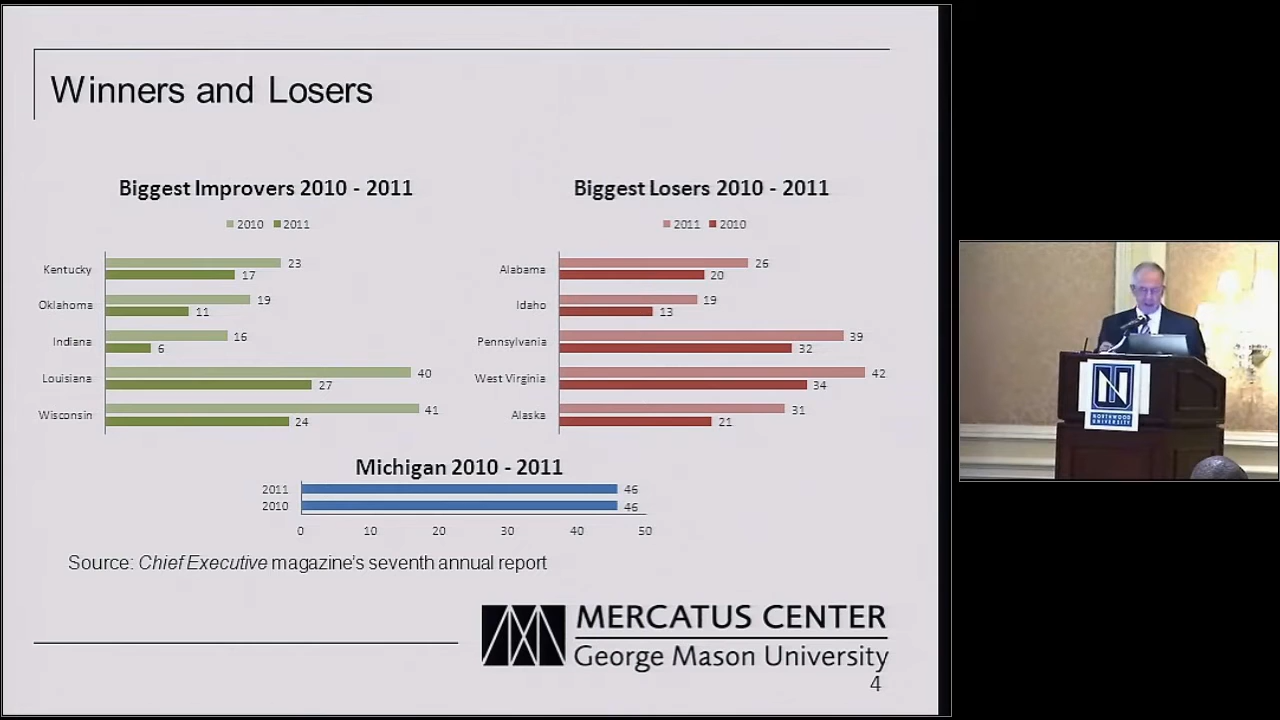 Winners and Losers
Biggest Improvers 2010 - 2011
2010 2011
Kentucky 23 17
Oklahoma 19 11
Indiana 16 6
Louisiana 40 27
Wisconsin 41 24
Biggest Losers 2010 - 2011
2011 2010
Alabama 26 20
Idaho 19 13
Pennsylvania 39 32
West Virginia 42 34
Alaska 31 21
Michigan 2010 - 2011
2011 46
2010 46
0 10 20 30 40 50
Source: Chief Executive magazine's seventh annual report
MERCATUS CENTER
George Mason University
4
NORTHWOOD
UNIVERSITY